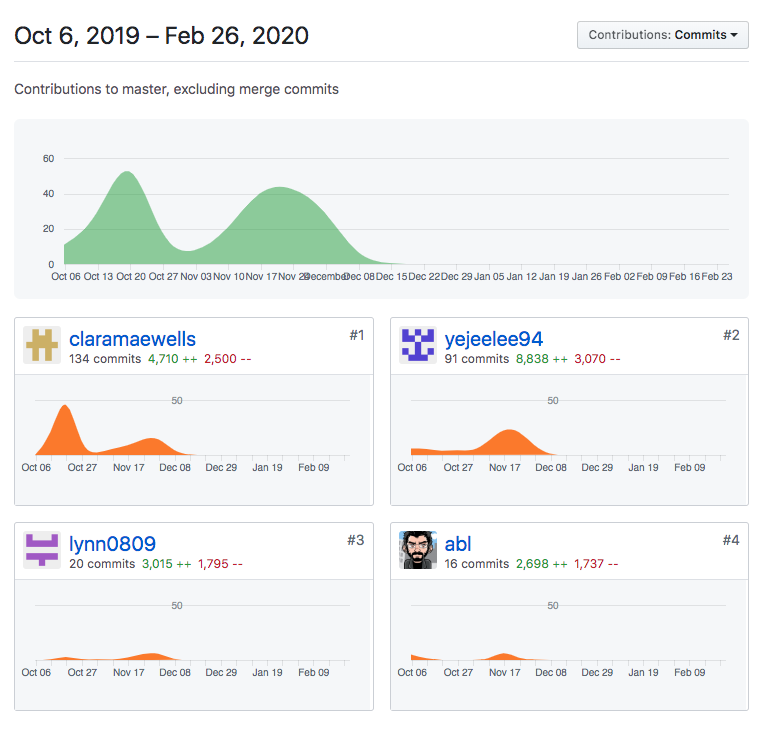 Oct 6, 2019 – Feb 26, 2020
Contributions: Commits
Contributions to master, excluding merge commits
60
40
20
0
Oct 06 Oct 13 Oct 20 Oct 27 Nov 03 Nov 10 Nov 17 Nov 24 December Dec 08 Dec 15 Dec 22 Dec 29 Jan 05 Jan 12 Jan 19 Jan 26 Feb 02 Feb 09 Feb 16 Feb 23
claramaewells #1
134 commits 4,710 ++ 2,500 --
50
Oct 06 Oct 27 Nov 17 Dec 08 Dec 29 Jan 19 Feb 09
yejeelee94 #2
91 commits 8,838 ++ 3,070 --
50
Oct 06 Oct 27 Nov 17 Dec 08 Dec 29 Jan 19 Feb 09
lynn0809 #3
20 commits 3,015 ++ 1,795 --
50
Oct 06 Oct 27 Nov 17 Dec 08 Dec 29 Jan 19 Feb 09
abl #4
16 commits 2,698 ++ 1,737 --
50
Oct 06 Oct 27 Nov 17 Dec 08 Dec 29 Jan 19 Feb 09